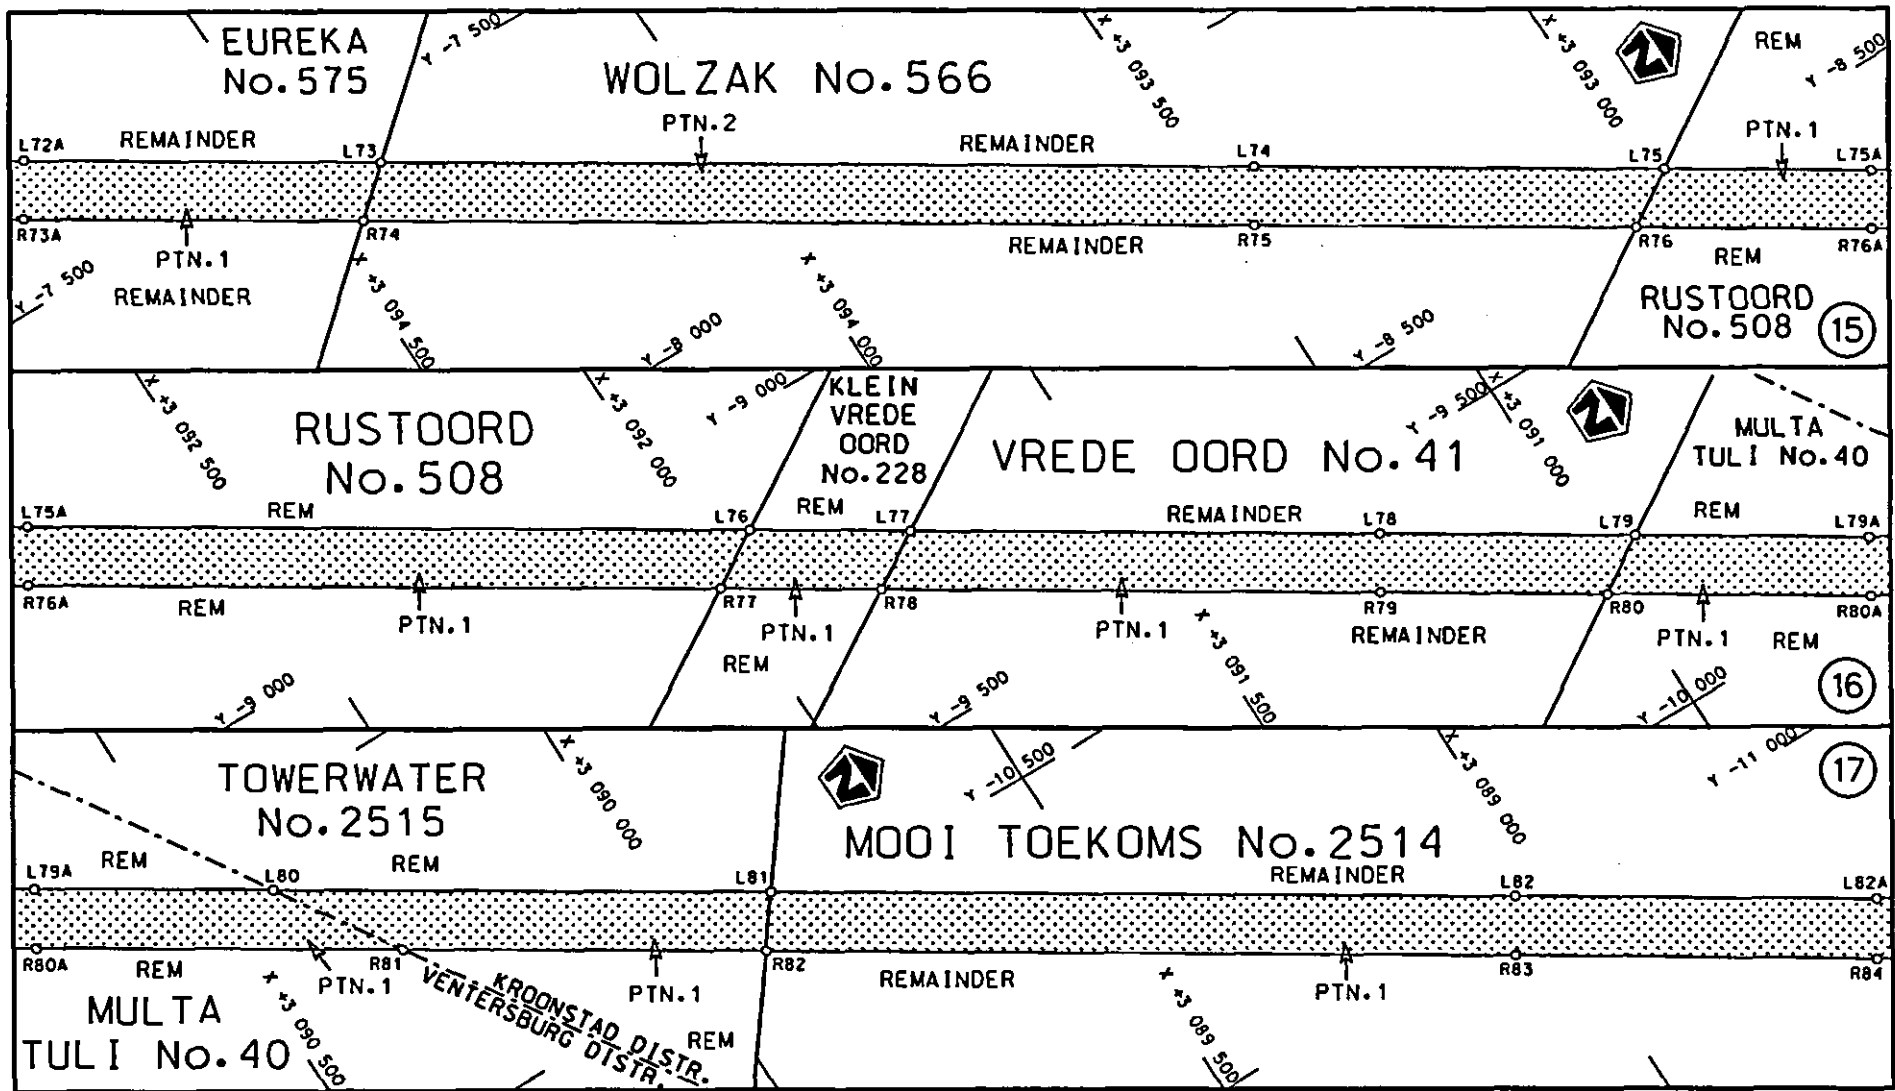 EUREKA
No.575
Y -7 500
WOLZAK No.566
X +3 093 500
X +3 093 000
REM
Y -8 500
L72A
REMAINDER
L73
PTN.2
REMAINDER
L74
L75
PTN.1
L75A
R73A
PTN.1
REMAINDER
R74
REMAINDER
R75
R76
REM
R76A
Y -7 500
X +3 094 500
Y -8 000
X +3 094 000
Y -8 500
RUSTOORD
No.508
15
X +3 092 500
RUSTOORD
No.508
X +3 092 000
Y -9 000
KLEIN
VREDE
OORD
No.228
VREDE OORD No.41
Y -9 500
X +3 091 000
MULTA
TULI No.40
L75A
REM
L76
REM
L77
REMAINDER
L78
L79
REM
L79A
R76A
REM
PTN.1
R77
PTN.1
REM
R78
PTN.1
R79
REMAINDER
R80
PTN.1
REM
R80A
Y -9 000
Y -9 500
X +3 091 500
Y -10 000
16
TOWERWATER
No.2515
X +3 090 000
Y -10 500
MOOI TOEKOMS No.2514
X +3 089 000
Y -11 000
17
L79A
REM
L80
REM
L81
REMAINDER
L82
L82A
R80A
REM
PTN.1
R81
PTN.1
R82
REMAINDER
PTN.1
R83
R84
MULTA
TULI No.40
X +3 090 500
KROONSTAD DISTR.
VENTERSBURG DISTR.
REM
X +3 089 500